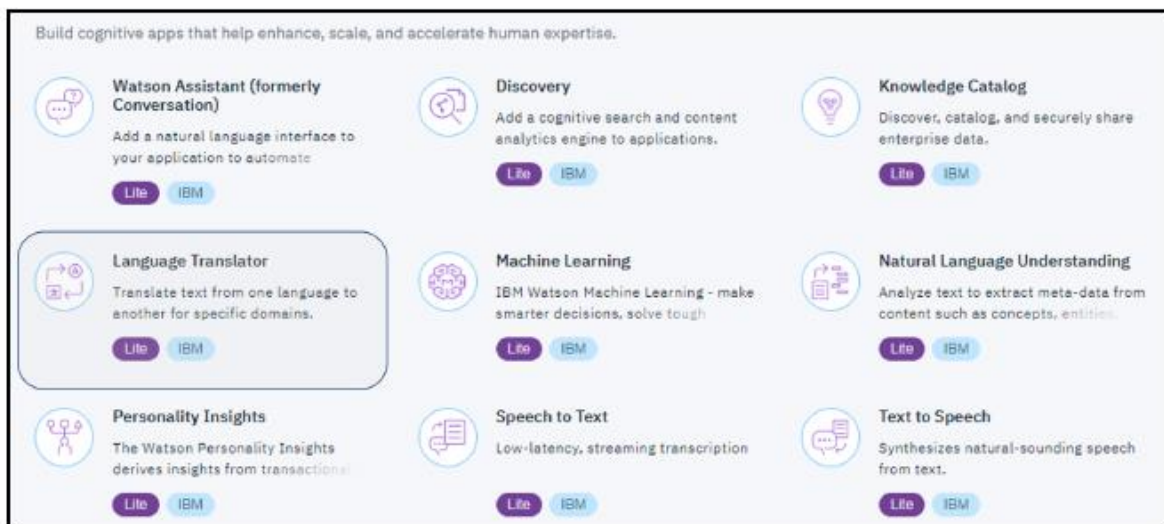 Build cognitive apps that help enhance, scale, and accelerate human expertise.
Watson Assistant (formerly
Conversation)
Add a natural language interface to
your application to automate
Lite IBM
Discovery
Add a cognitive search and content
analytics engine to applications.
Lite IBM
Knowledge Catalog
Discover, catalog, and securely share
enterprise data.
Lite IBM
Language Translator
Translate text from one language to
another for specific domains.
Lite IBM
Machine Learning
IBM Watson Machine Learning - make
smarter decisions, solve tough
Lite IBM
Natural Language Understanding
Analyze text to extract meta-data from
content such as concepts, entities,
Lite IBM
Personality Insights
The Watson Personality Insights
derives insights from transactional
Lite IBM
Speech to Text
Low-latency, streaming transcription
Lite IBM
Text to Speech
Synthesizes natural-sounding speech
from text.
Lite IBM